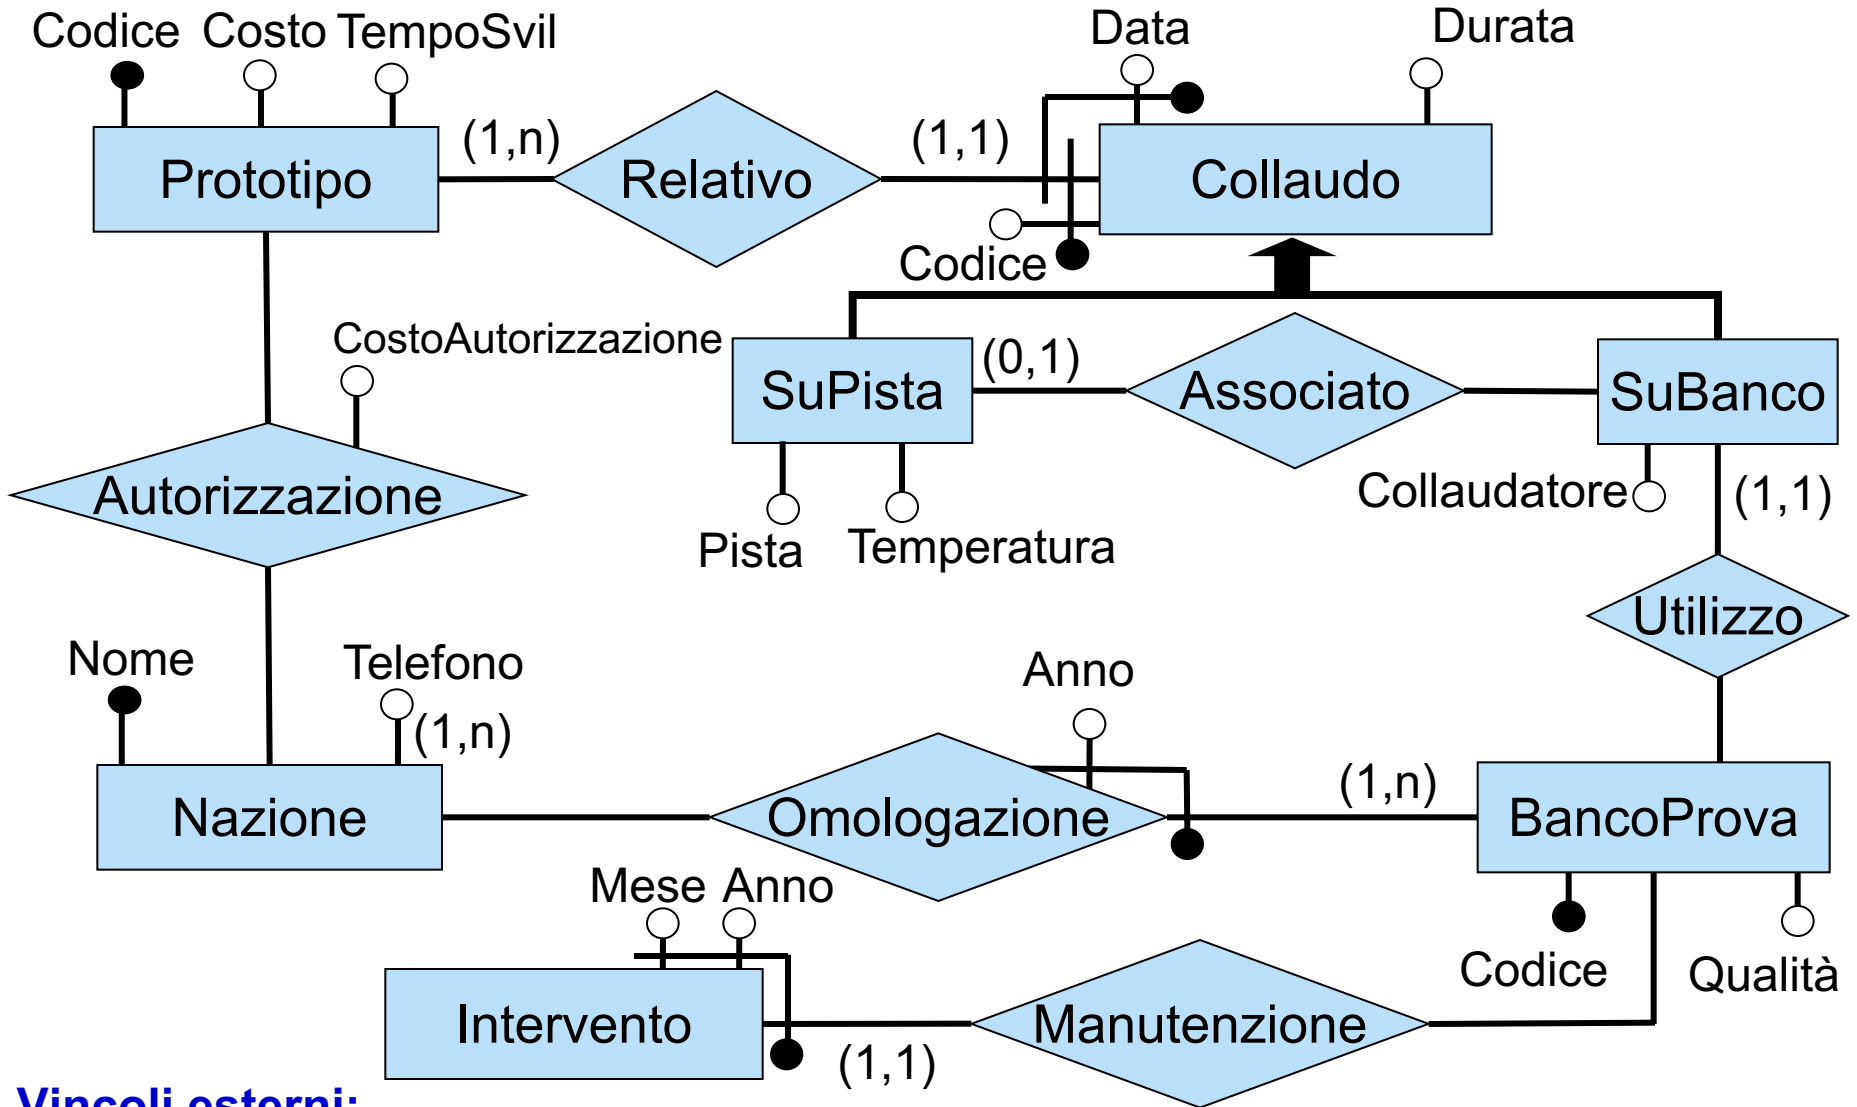 Codice Costo TempoSvil
Data
Durata
Prototipo
(1,n)
Relativo
(1,1)
Collaudo
Codice
CostoAutorizzazione
SuPista
(0,1)
Associato
SuBanco
Autorizzazione
Pista
Temperatura
Collaudatore
(1,1)
Utilizzo
Nome
Telefono
(1,n)
Anno
Nazione
Omologazione
(1,n)
BancoProva
Mese Anno
Codice
Qualità
Intervento
(1,1)
Manutenzione
Vincoli esterni: